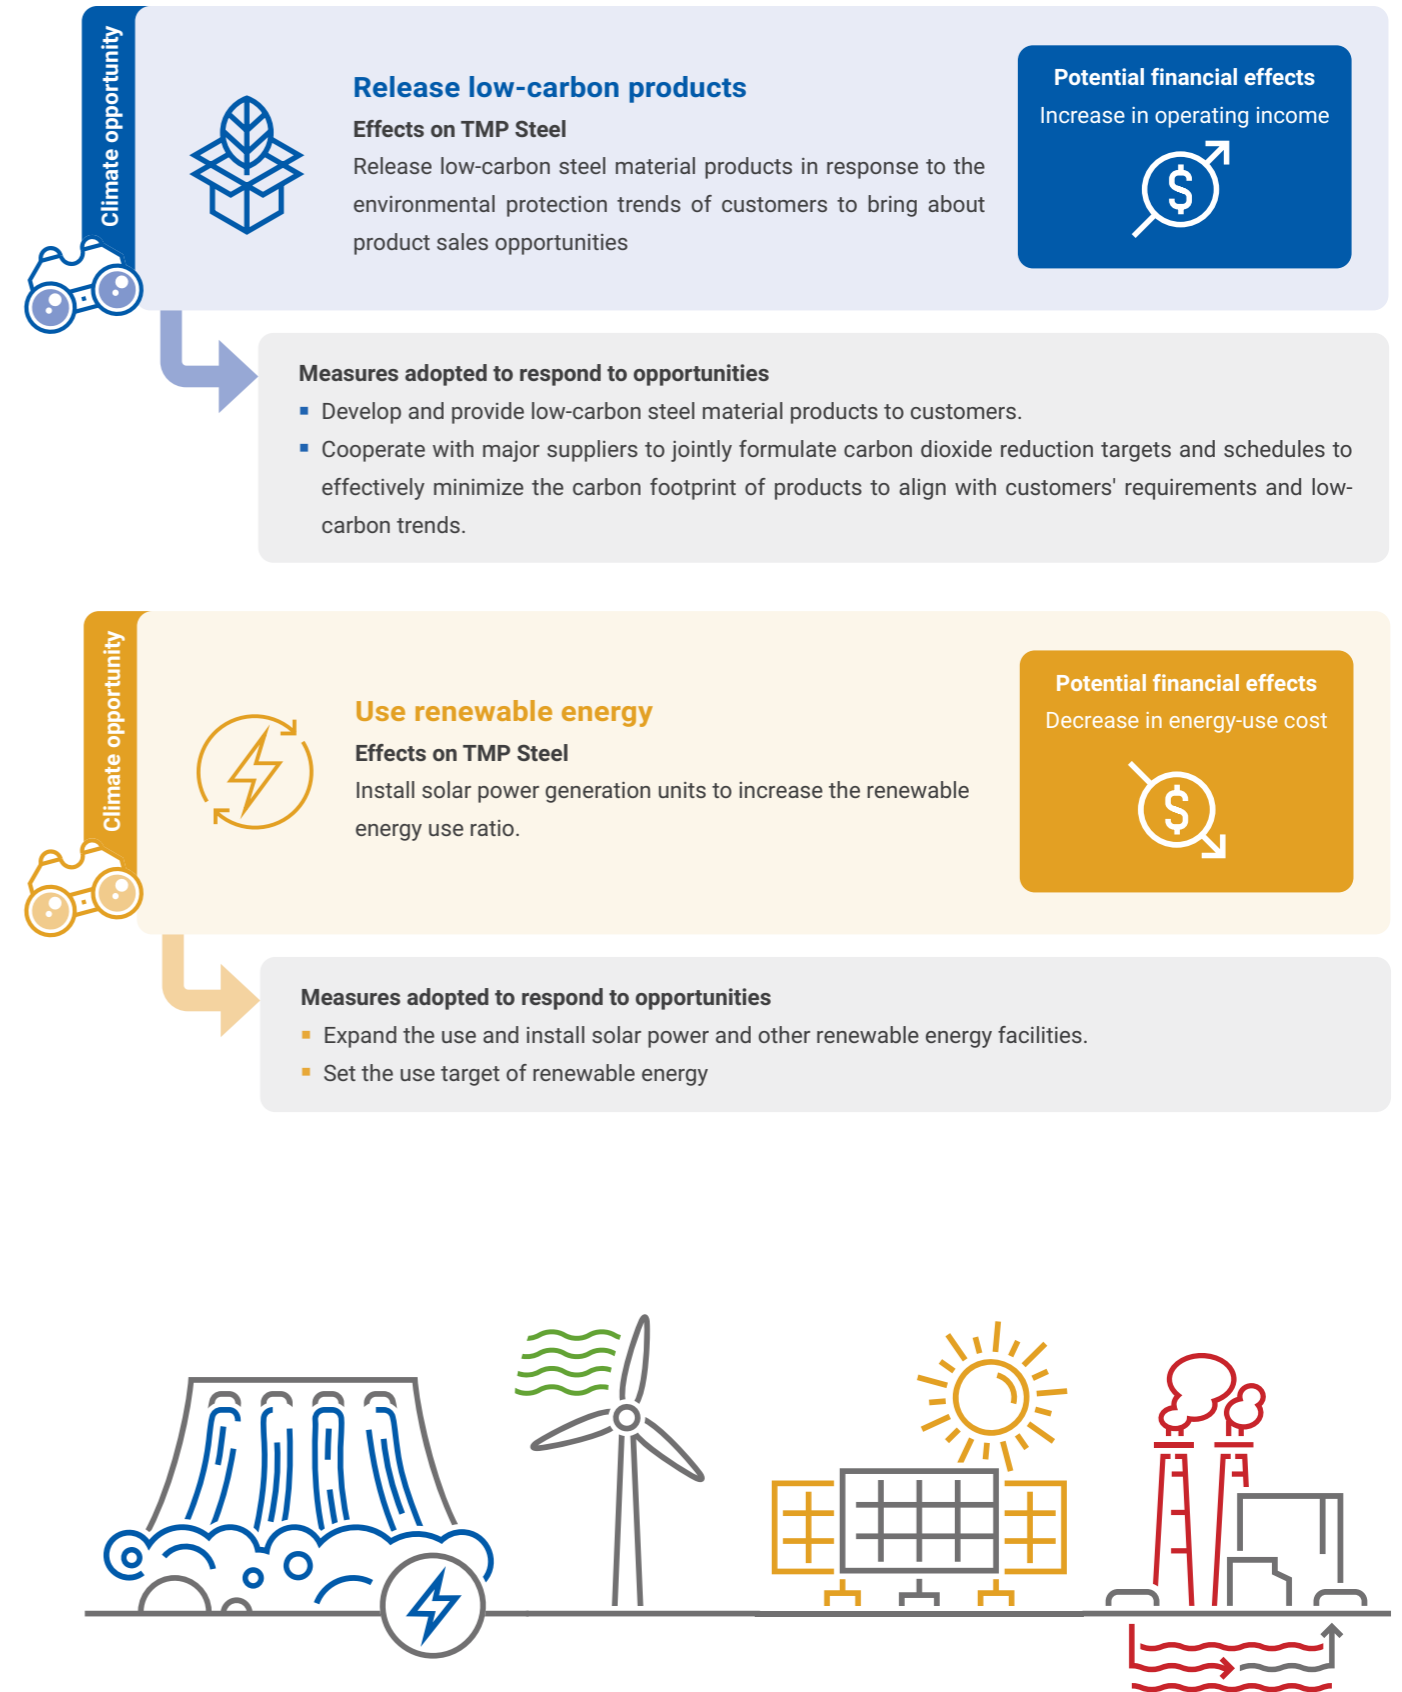 Climate opportunity
Release low-carbon products
Effects on TMP Steel
Release low-carbon steel material products in response to the
environmental protection trends of customers to bring about
product sales opportunities
Potential financial effects
Increase in operating income
$
Measures adopted to respond to opportunities
Develop and provide low-carbon steel material products to customers.
Cooperate with major suppliers to jointly formulate carbon dioxide reduction targets and schedules to
effectively minimize the carbon footprint of products to align with customers' requirements and low-
carbon trends.
Climate opportunity
Use renewable energy
Effects on TMP Steel
Install solar power generation units to increase the renewable
energy use ratio.
Potential financial effects
Decrease in energy-use cost
$
Measures adopted to respond to opportunities
Expand the use and install solar power and other renewable energy facilities.
Set the use target of renewable energy